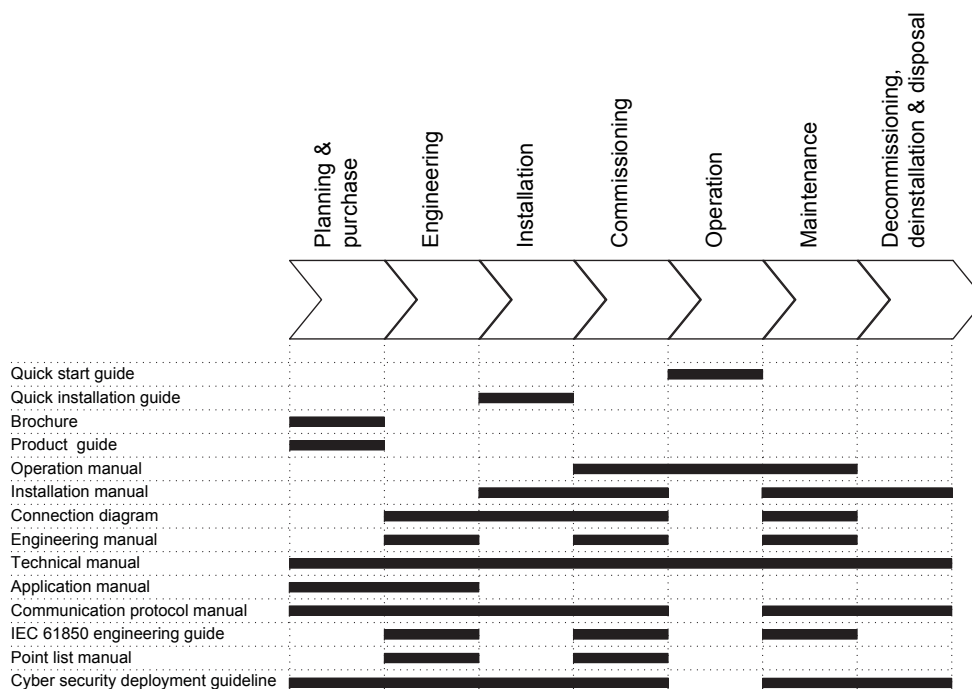 Planning &
purchase
Engineering
Installation
Commissioning
Operation
Maintenance
Decommissioning,
deinstallation & disposal
Quick start guide
Quick installation guide
Brochure
Product guide
Operation manual
Installation manual
Connection diagram
Engineering manual
Technical manual
Application manual
Communication protocol manual
IEC 61850 engineering guide
Point list manual
Cyber security deployment guideline